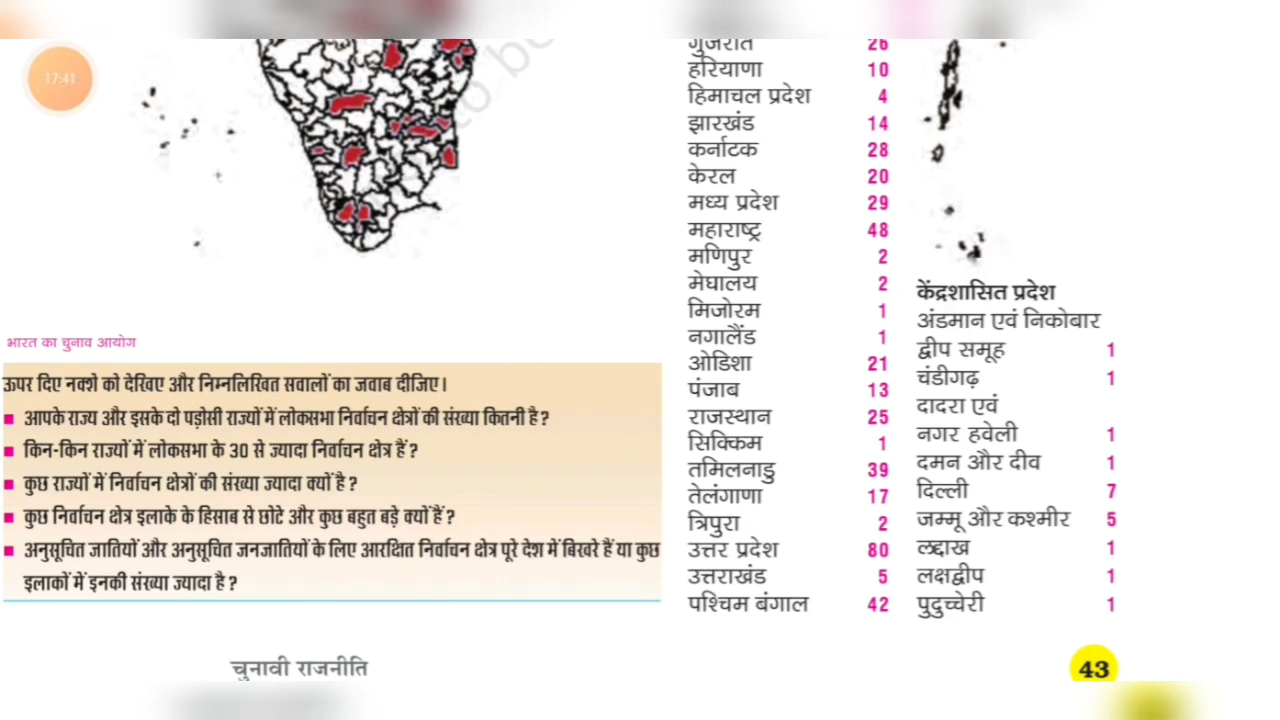 17:41
to be
भारत का चुनाव आयोग
ऊपर दिए नक्शे को देखिए और निम्नलिखित सवालों का जवाब दीजिए।
■ आपके राज्य और इसके दो पड़ोसी राज्यों में लोकसभा निर्वाचन क्षेत्रों की संख्या कितनी है?
■ किन-किन राज्यों में लोकसभा के 30 से ज्यादा निर्वाचन क्षेत्र हैं?
■ कुछ राज्यों में निर्वाचन क्षेत्रों की संख्या ज्यादा क्यों है?
■ कुछ निर्वाचन क्षेत्र इलाके के हिसाब से छोटे और कुछ बहुत बड़े क्यों हैं?
■ अनुसूचित जातियों और अनुसूचित जनजातियों के लिए आरक्षित निर्वाचन क्षेत्र पूरे देश में बिखरे हैं या कुछ
इलाकों में इनकी संख्या ज्यादा है?
गुजरात 26
हरियाणा 10
हिमाचल प्रदेश 4
झारखंड 14
कर्नाटक 28
केरल 20
मध्य प्रदेश 29
महाराष्ट्र 48
मणिपुर 2
मेघालय 2
मिजोरम 1
नगालैंड 1
ओडिशा 21
पंजाब 13
राजस्थान 25
सिक्किम 1
तमिलनाडु 39
तेलंगाणा 17
त्रिपुरा 2
उत्तर प्रदेश 80
उत्तराखंड 5
पश्चिम बंगाल 42
केंद्रशासित प्रदेश
अंडमान एवं निकोबार
द्वीप समूह 1
चंडीगढ़ 1
दादरा एवं
नगर हवेली 1
दमन और दीव 1
दिल्ली 7
जम्मू और कश्मीर 5
लद्दाख 1
लक्षद्वीप 1
पुदुच्चेरी 1
चुनावी राजनीति
43